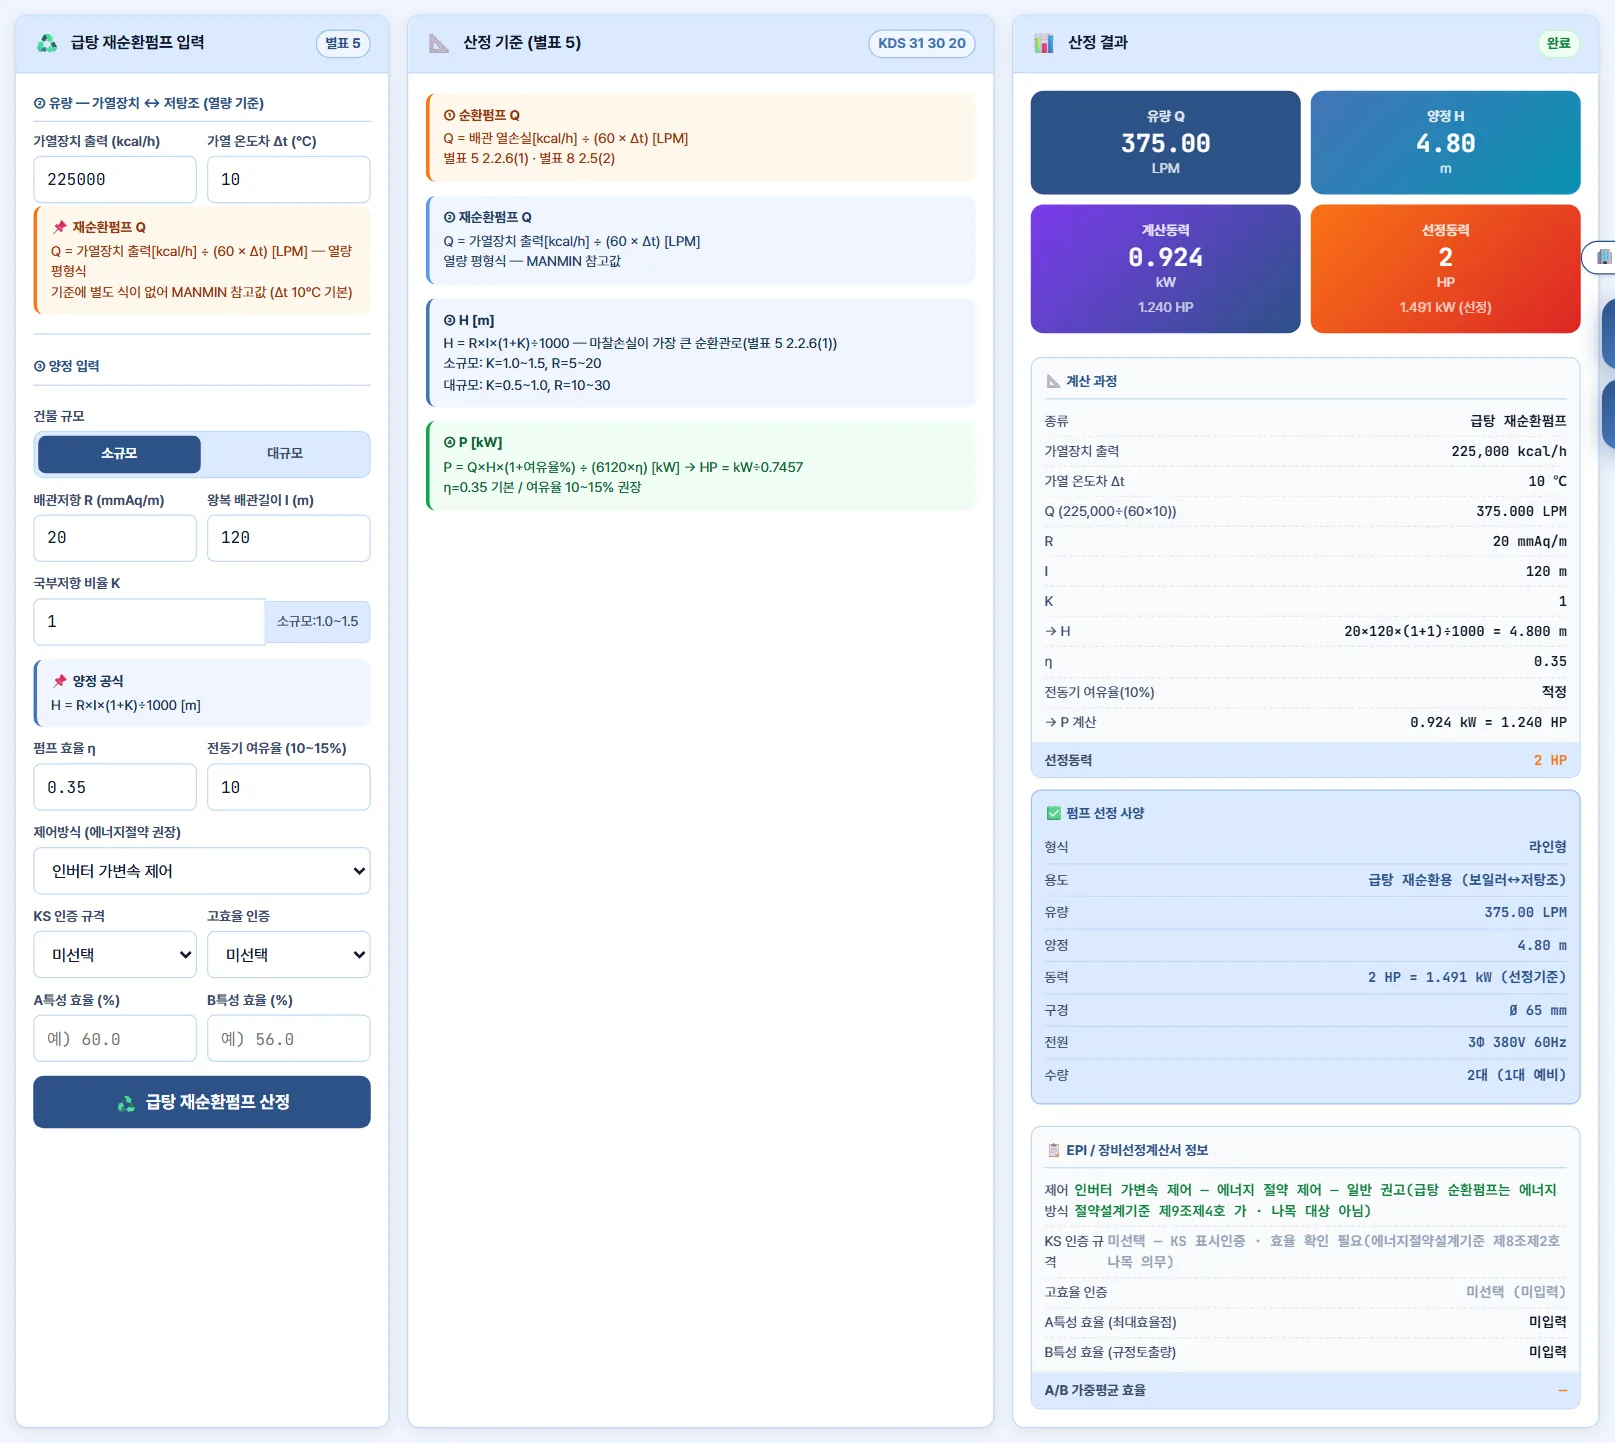 급탕 재순환펌프 입력
별표 5
② 유량 — 가열장치 ↔ 저탕조 (열량 기준)
가열장치 출력 (kcal/h)
가열 온도차 Δt (°C)
225000
10
📌 재순환펌프 Q
Q = 가열장치 출력[kcal/h] ÷ (60 × Δt) [LPM] — 열량
평형식
기준에 별도 식이 없어 MANMIN 참고값 (Δt 10°C 기본)
③ 양정 입력
건물 규모
소규모
대규모
배관저항 R (mmAq/m)
왕복 배관길이 l (m)
20
120
국부저항 비율 K
1
소규모:1.0~1.5
📌 양정 공식
H = R×l×(1+K)÷1000 [m]
펌프 효율 η
전동기 여유율 (10~15%)
0.35
10
제어방식 (에너지절약 권장)
인버터 가변속 제어
KS 인증 규격
고효율 인증
미선택
미선택
A특성 효율 (%)
B특성 효율 (%)
예) 60.0
예) 56.0
급탕 재순환펌프 산정
산정 기준 (별표 5)
KDS 31 30 20
① 순환펌프 Q
Q = 배관 열손실[kcal/h] ÷ (60 × Δt) [LPM]
별표 5 2.2.6(1) · 별표 8 2.5(2)
② 재순환펌프 Q
Q = 가열장치 출력[kcal/h] ÷ (60 × Δt) [LPM]
열량 평형식 — MANMIN 참고값
③ H [m]
H = R×l×(1+K)÷1000 — 마찰손실이 가장 큰 순환관로(별표 5 2.2.6(1))
소규모: K=1.0~1.5, R=5~20
대규모: K=0.5~1.0, R=10~30
④ P [kW]
P = Q×H×(1+여유율%) ÷ (6120×η) [kW] → HP = kW÷0.7457
η=0.35 기본 / 여유율 10~15% 권장
산정 결과
완료
유량 Q
375.00
LPM
양정 H
4.80
m
계산동력
0.924
kW
1.240 HP
선정동력
2
HP
1.491 kW (선정)
계산 과정
종류 급탕 재순환펌프
가열장치 출력 225,000 kcal/h
가열 온도차 Δt 10 ℃
Q (225,000÷(60×10)) 375.000 LPM
R 20 mmAq/m
l 120 m
K 1
→ H 20×120×(1+1)÷1000 = 4.800 m
η 0.35
전동기 여유율(10%) 적정
→ P 계산 0.924 kW = 1.240 HP
선정동력 2 HP
✅ 펌프 선정 사양
형식 라인형
용도 급탕 재순환용 (보일러↔저탕조)
유량 375.00 LPM
양정 4.80 m
동력 2 HP = 1.491 kW (선정기준)
구경 Ø 65 mm
전원 3Φ 380V 60Hz
수량 2대 (1대 예비)
EPI / 장비선정계산서 정보
제어 인버터 가변속 제어 — 에너지 절약 제어 — 일반 권고(급탕 순환펌프는 에너지
방식 절약설계기준 제9조제4호 가 · 나목 대상 아님)
KS 인증 규 미선택 — KS 표시인증 · 효율 확인 필요(에너지절약설계기준 제8조제2호
격 나목 의무)
고효율 인증 미선택 (미입력)
A특성 효율 (최대효율점) 미입력
B특성 효율 (규정토출량) 미입력
A/B 가중평균 효율 —